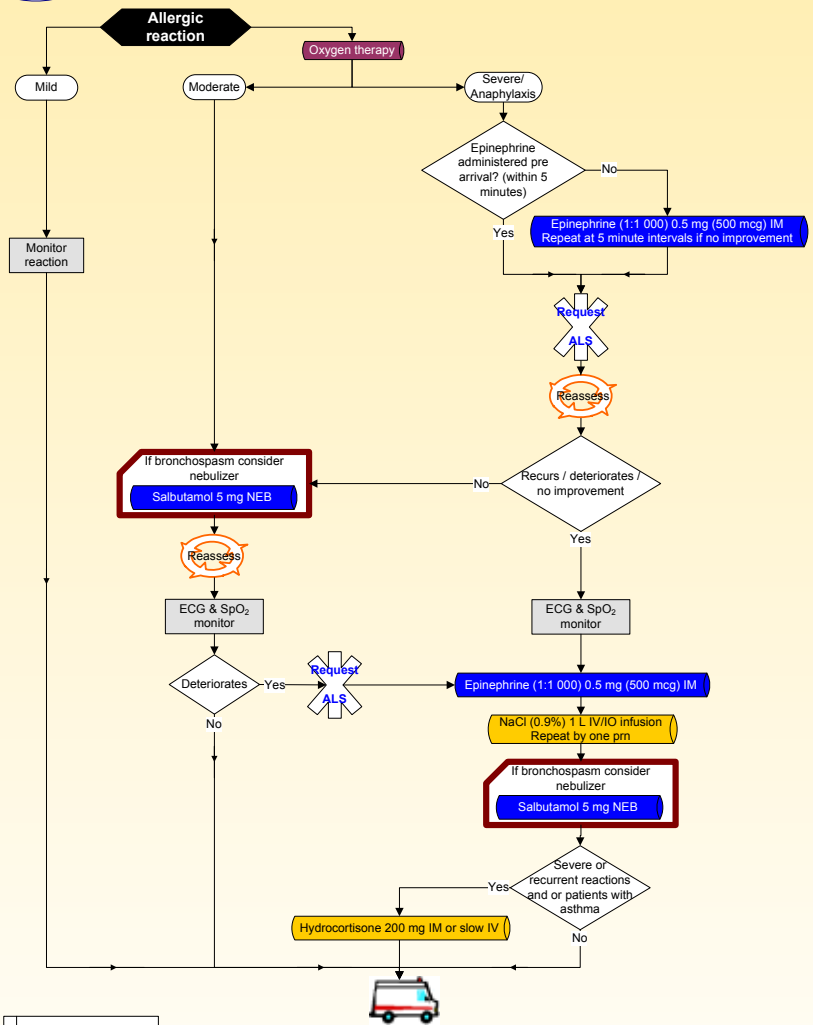 Allergic
reaction
Oxygen therapy
Mild
Moderate
Severe/
Anaphylaxis
Epinephrine
administered pre
arrival? (within 5
minutes)
No
Yes
Epinephrine (1:1 000) 0.5 mg (500 mcg) IM
Repeat at 5 minute intervals if no improvement
Monitor
reaction
Request
ALS
Reassess
Recurs / deteriorates /
no improvement
No
Yes
If bronchospasm consider
nebulizer
Salbutamol 5 mg NEB
Reassess
ECG & SpO₂
monitor
ECG & SpO₂
monitor
Deteriorates
Yes
No
Request
ALS
Epinephrine (1:1 000) 0.5 mg (500 mcg) IM
NaCl (0.9%) 1 L IV/IO infusion
Repeat by one prn
If bronchospasm consider
nebulizer
Salbutamol 5 mg NEB
Severe or
recurrent reactions
and or patients with
asthma
Yes
No
Hydrocortisone 200 mg IM or slow IV